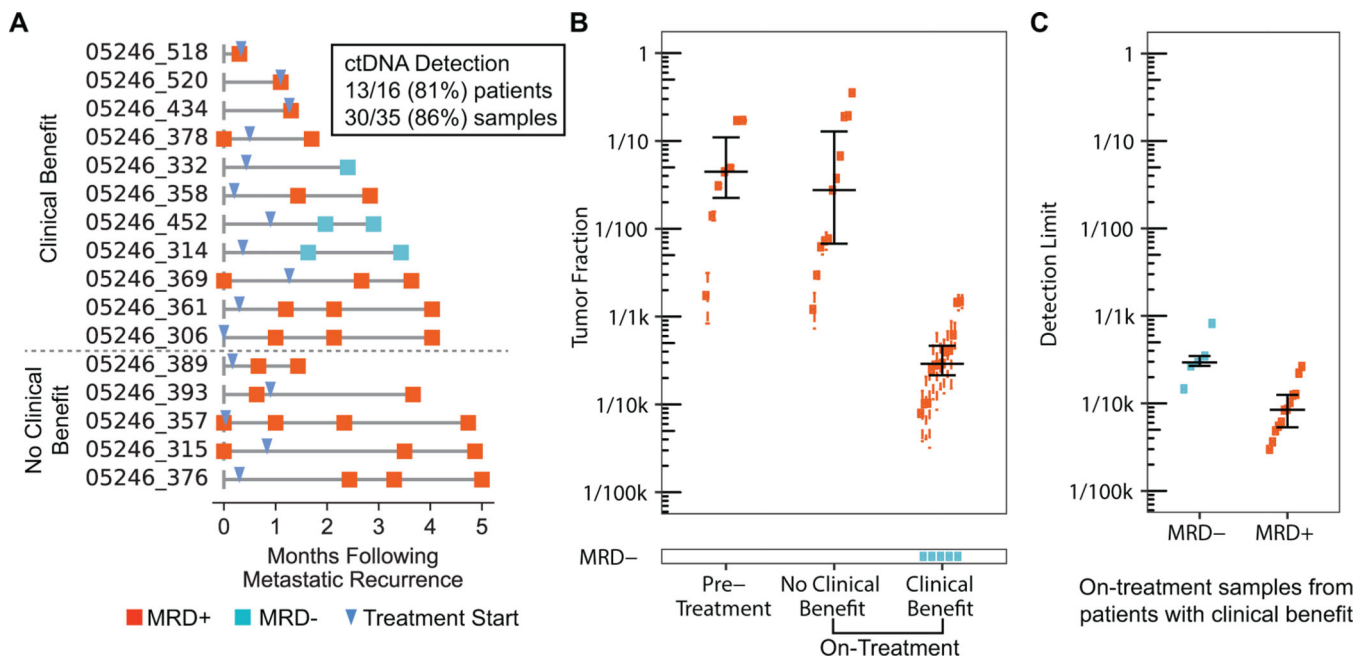 A
Clinical Benefit
No Clinical
Benefit
05246_518
05246_520
05246_434
05246_378
05246_332
05246_358
05246_452
05246_314
05246_369
05246_361
05246_306
05246_389
05246_393
05246_357
05246_315
05246_376
ctDNA Detection
13/16 (81%) patients
30/35 (86%) samples
0 1 2 3 4 5
Months Following
Metastatic Recurrence
MRD+ MRD- Treatment Start
B
Tumor Fraction
1
1/10
1/100
1/1k
1/10k
1/100k
MRD–
Pre–
Treatment
No Clinical
Benefit
Clinical
Benefit
On-Treatment
C
Detection Limit
1
1/10
1/100
1/1k
1/10k
1/100k
MRD– MRD+
On-treatment samples from
patients with clinical benefit